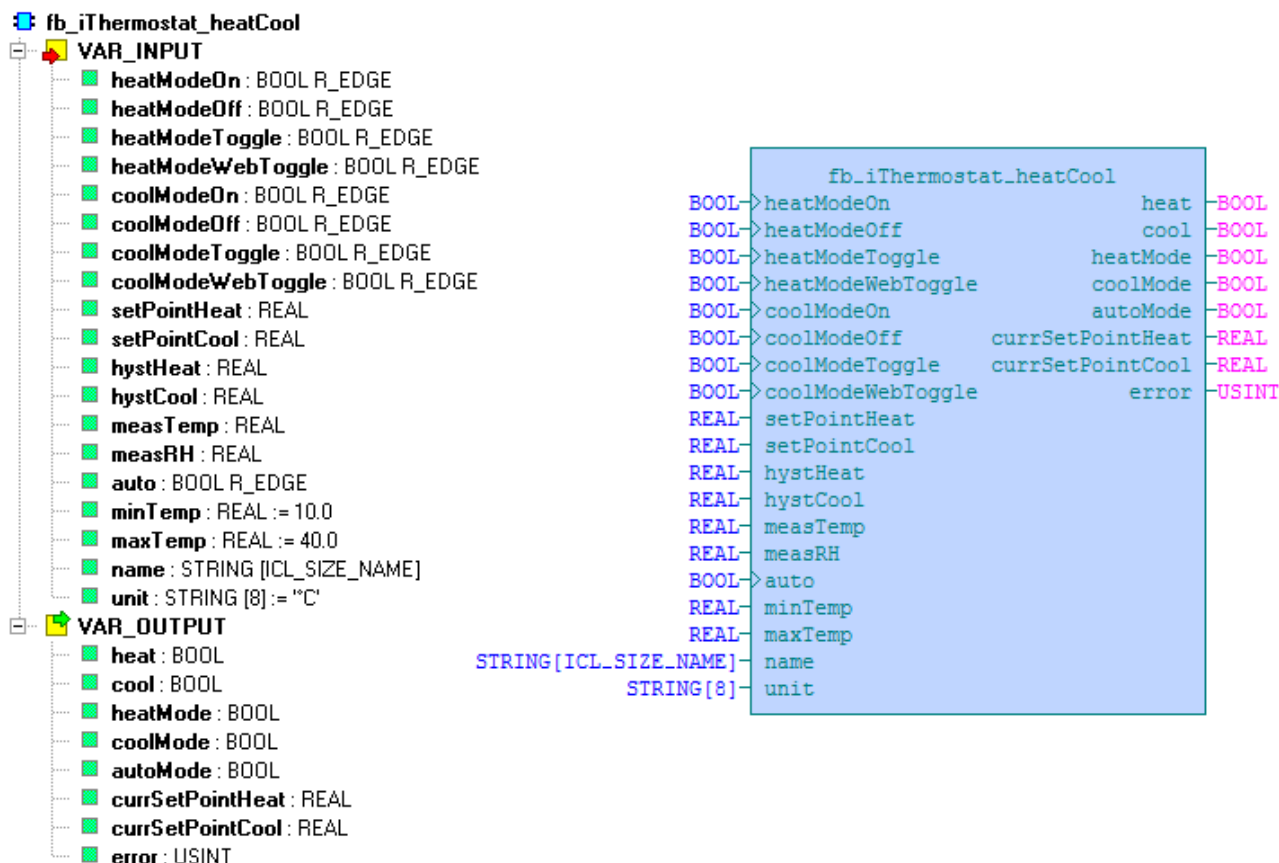 fb_iThermostat_heatCool
VAR_INPUT
heatModeOn : BOOL R_EDGE
heatModeOff : BOOL R_EDGE
heatModeToggle : BOOL R_EDGE
heatModeWebToggle : BOOL R_EDGE
coolModeOn : BOOL R_EDGE
coolModeOff : BOOL R_EDGE
coolModeToggle : BOOL R_EDGE
coolModeWebToggle : BOOL R_EDGE
setPointHeat : REAL
setPointCool : REAL
hystHeat : REAL
hystCool : REAL
measTemp : REAL
measRH : REAL
auto : BOOL R_EDGE
minTemp : REAL := 10.0
maxTemp : REAL := 40.0
name : STRING [ICL_SIZE_NAME]
unit : STRING [8] := '°C'
VAR_OUTPUT
heat : BOOL
cool : BOOL
heatMode : BOOL
coolMode : BOOL
autoMode : BOOL
currSetPointHeat : REAL
currSetPointCool : REAL
error : USINT
fb_iThermostat_heatCool
BOOL heatModeOn heat BOOL
BOOL heatModeOff cool BOOL
BOOL heatModeToggle heatMode BOOL
BOOL heatModeWebToggle coolMode BOOL
BOOL coolModeOn autoMode BOOL
BOOL coolModeOff currSetPointHeat REAL
BOOL coolModeToggle currSetPointCool REAL
BOOL coolModeWebToggle error USINT
REAL setPointHeat
REAL setPointCool
REAL hystHeat
REAL hystCool
REAL measTemp
REAL measRH
BOOL auto
REAL minTemp
REAL maxTemp
STRING[ICL_SIZE_NAME] name
STRING[8] unit